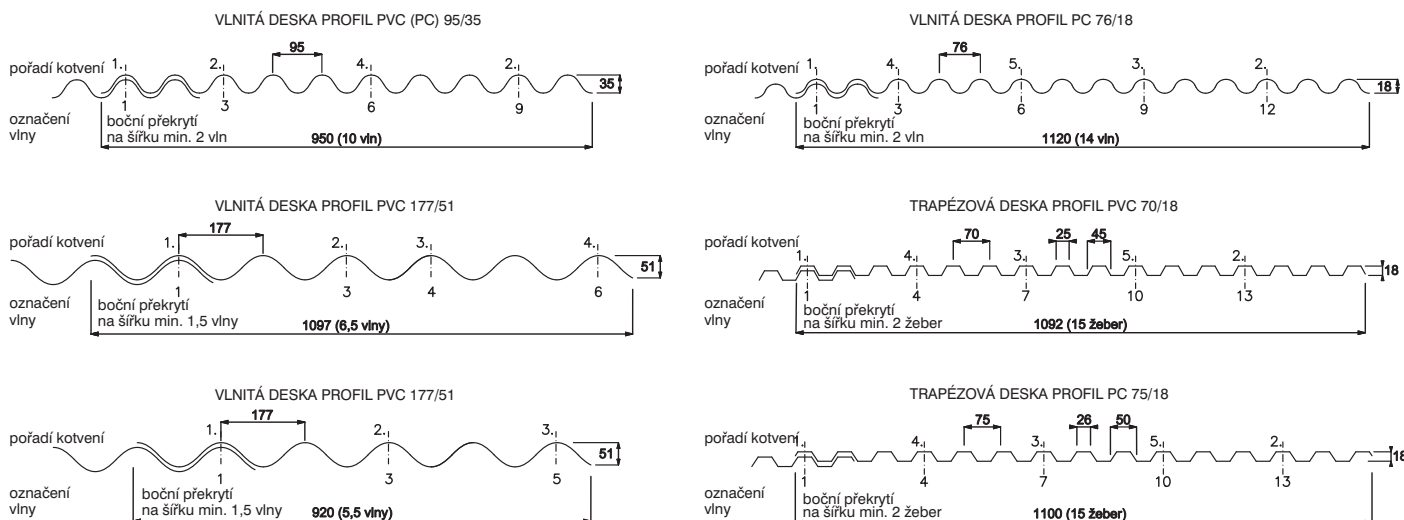 VLNITÁ DESKA PROFIL PVC (PC) 95/35
95
pořadí kotvení
1. 2. 4. 2.
35
1 3 6 9
označení
vlny
boční překrytí
na šířku min. 2 vln
950 (10 vln)
VLNITÁ DESKA PROFIL PC 76/18
76
pořadí kotvení
1. 4. 5. 3. 2.
18
1 3 6 9 12
označení
vlny
boční překrytí
na šířku min. 2 vln
1120 (14 vln)
VLNITÁ DESKA PROFIL PVC 177/51
177
pořadí kotvení
1. 2. 3. 4.
51
1 3 4 6
označení
vlny
boční překrytí
na šířku min. 1,5 vlny
1097 (6,5 vlny)
TRAPÉZOVÁ DESKA PROFIL PVC 70/18
70 25 45
pořadí kotvení
1. 4. 3. 5. 2.
18
1 4 7 10 13
označení
vlny
boční překrytí
na šířku min. 2 žeber
1092 (15 žeber)
VLNITÁ DESKA PROFIL PVC 177/51
177
pořadí kotvení
1. 2. 3.
51
1 3 5
označení
vlny
boční překrytí
na šířku min. 1,5 vlny
920 (5,5 vlny)
TRAPÉZOVÁ DESKA PROFIL PC 75/18
75 26 50
pořadí kotvení
1. 4. 3. 5. 2.
18
1 4 7 10 13
označení
vlny
boční překrytí
na šířku min. 2 žeber
1100 (15 žeber)